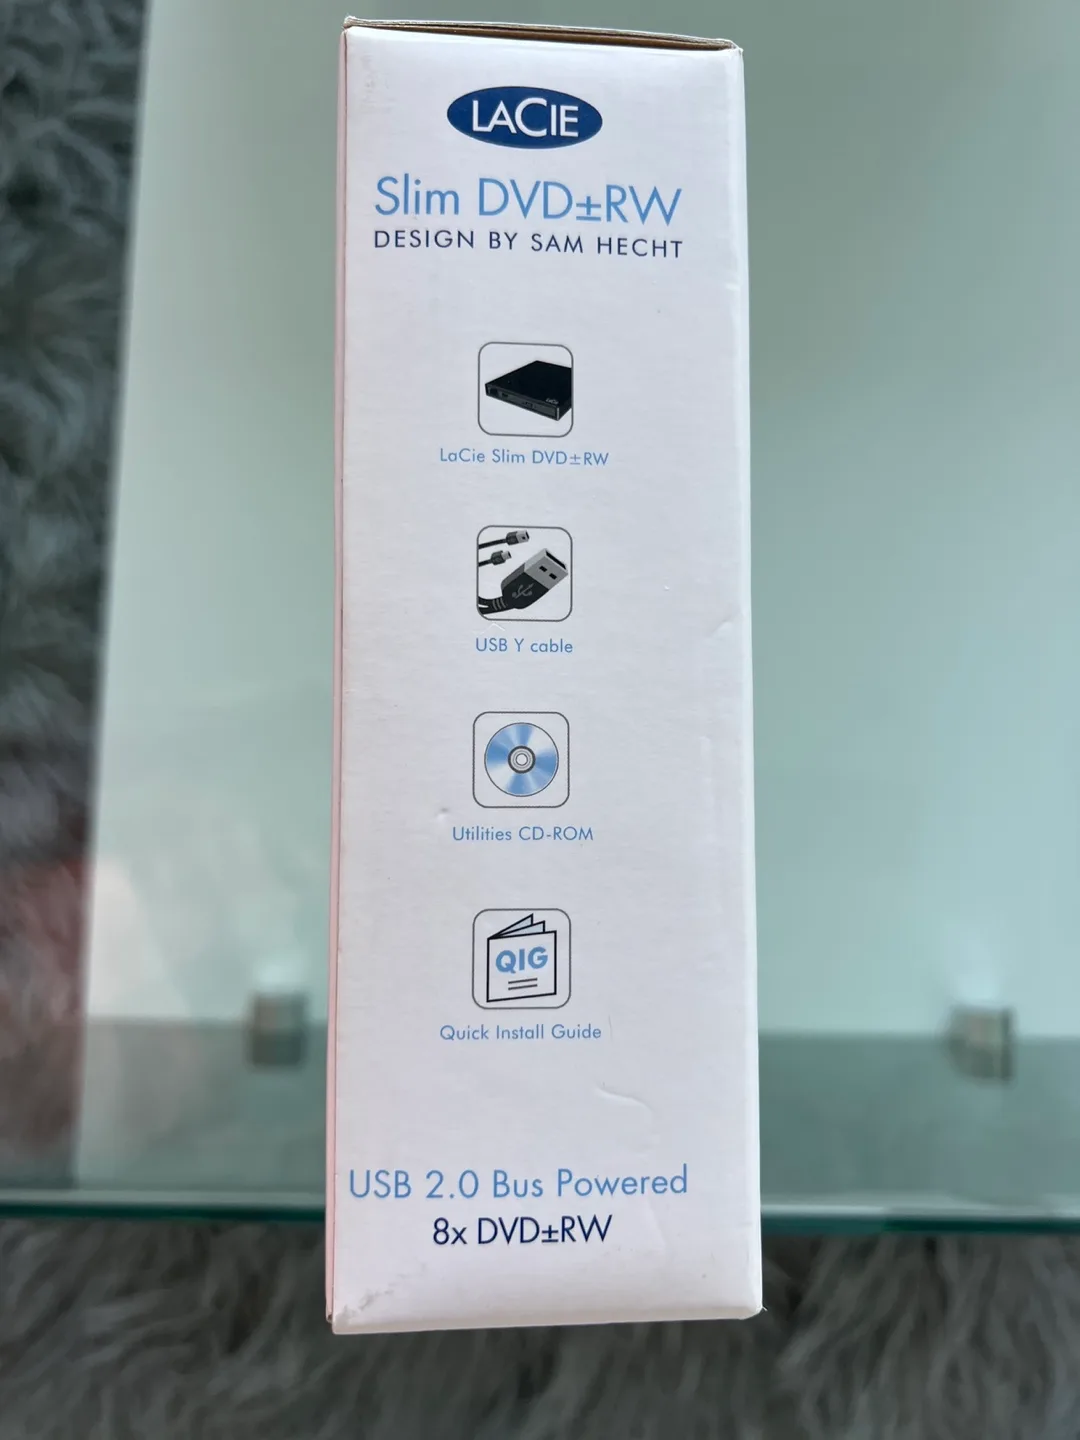 LACIE
Slim DVD±RW
DESIGN BY SAM HECHT
LaCie Slim DVD±RW
USB Y cable
Utilities CD-ROM
QIG
Quick Install Guide
USB 2.0 Bus Powered
8x DVD±RW